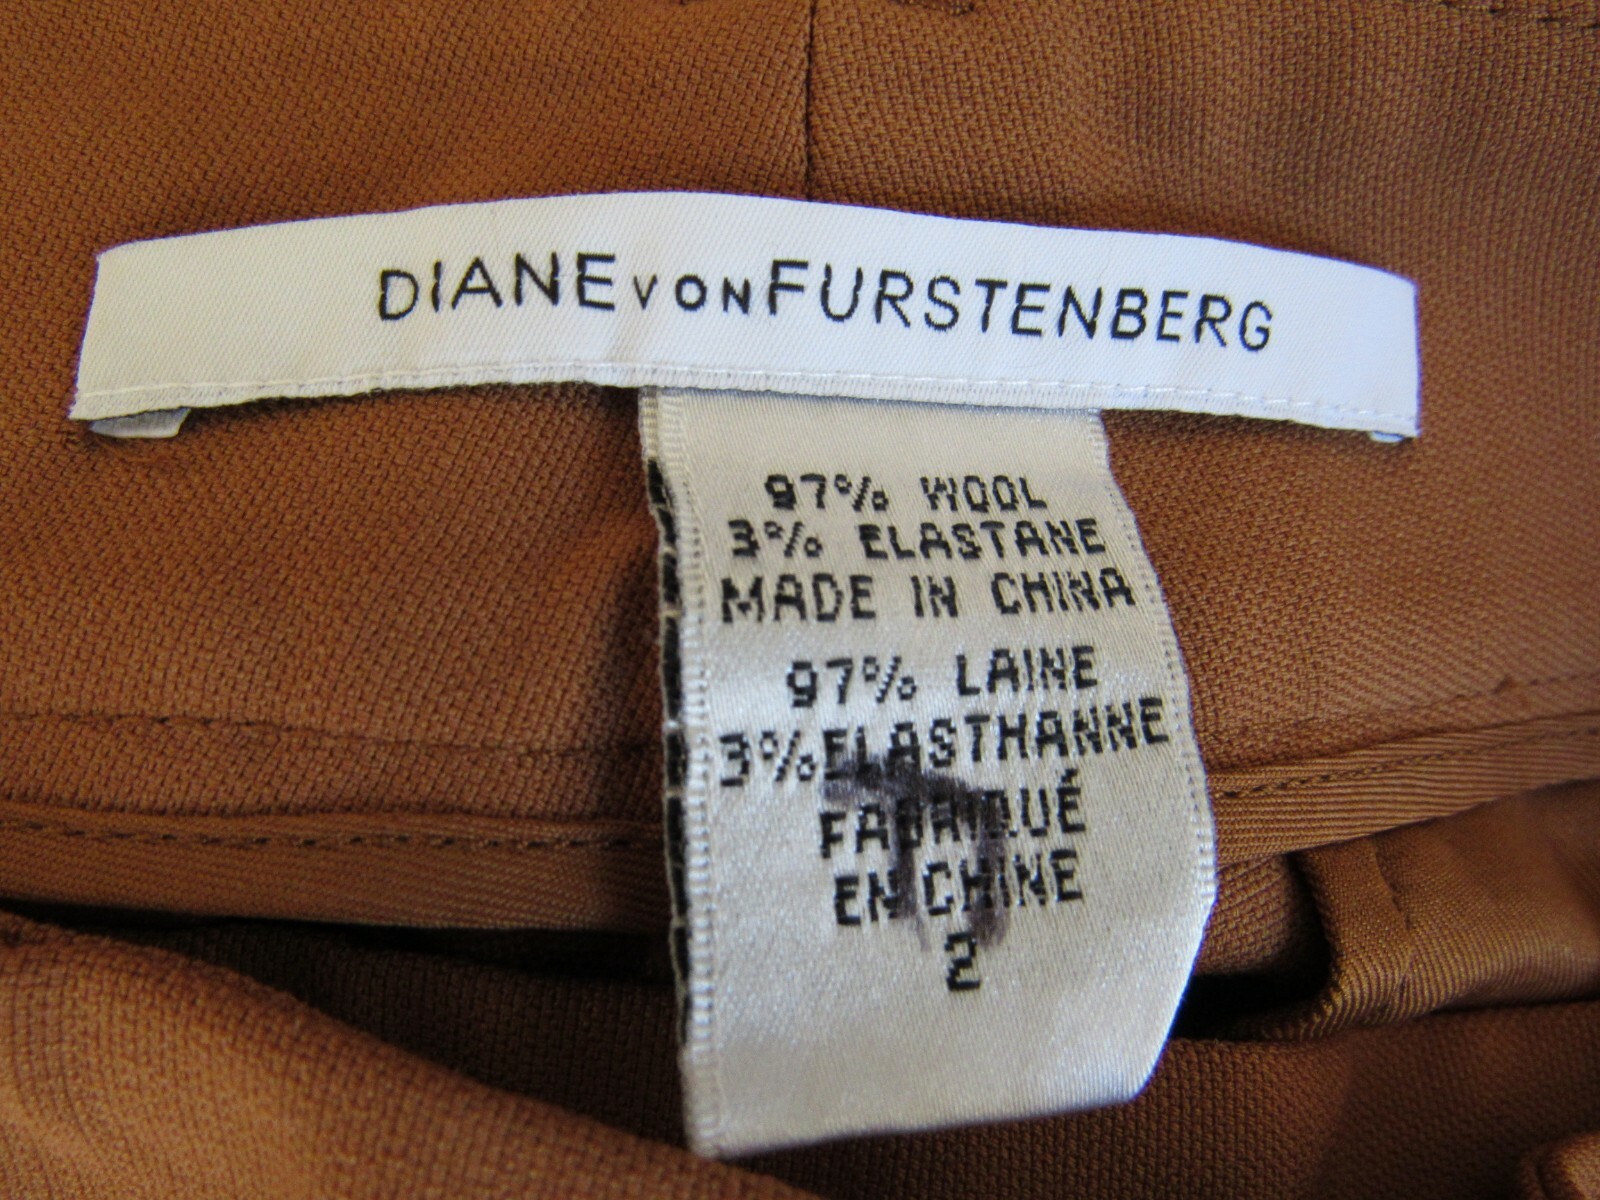 DIANE VON FURSTENBERG
97% WOOL
3% ELASTANE
MADE IN CHINA
97% LAINE
3% ELASTHANNE
FABRIQUÉ
EN CHINE
2